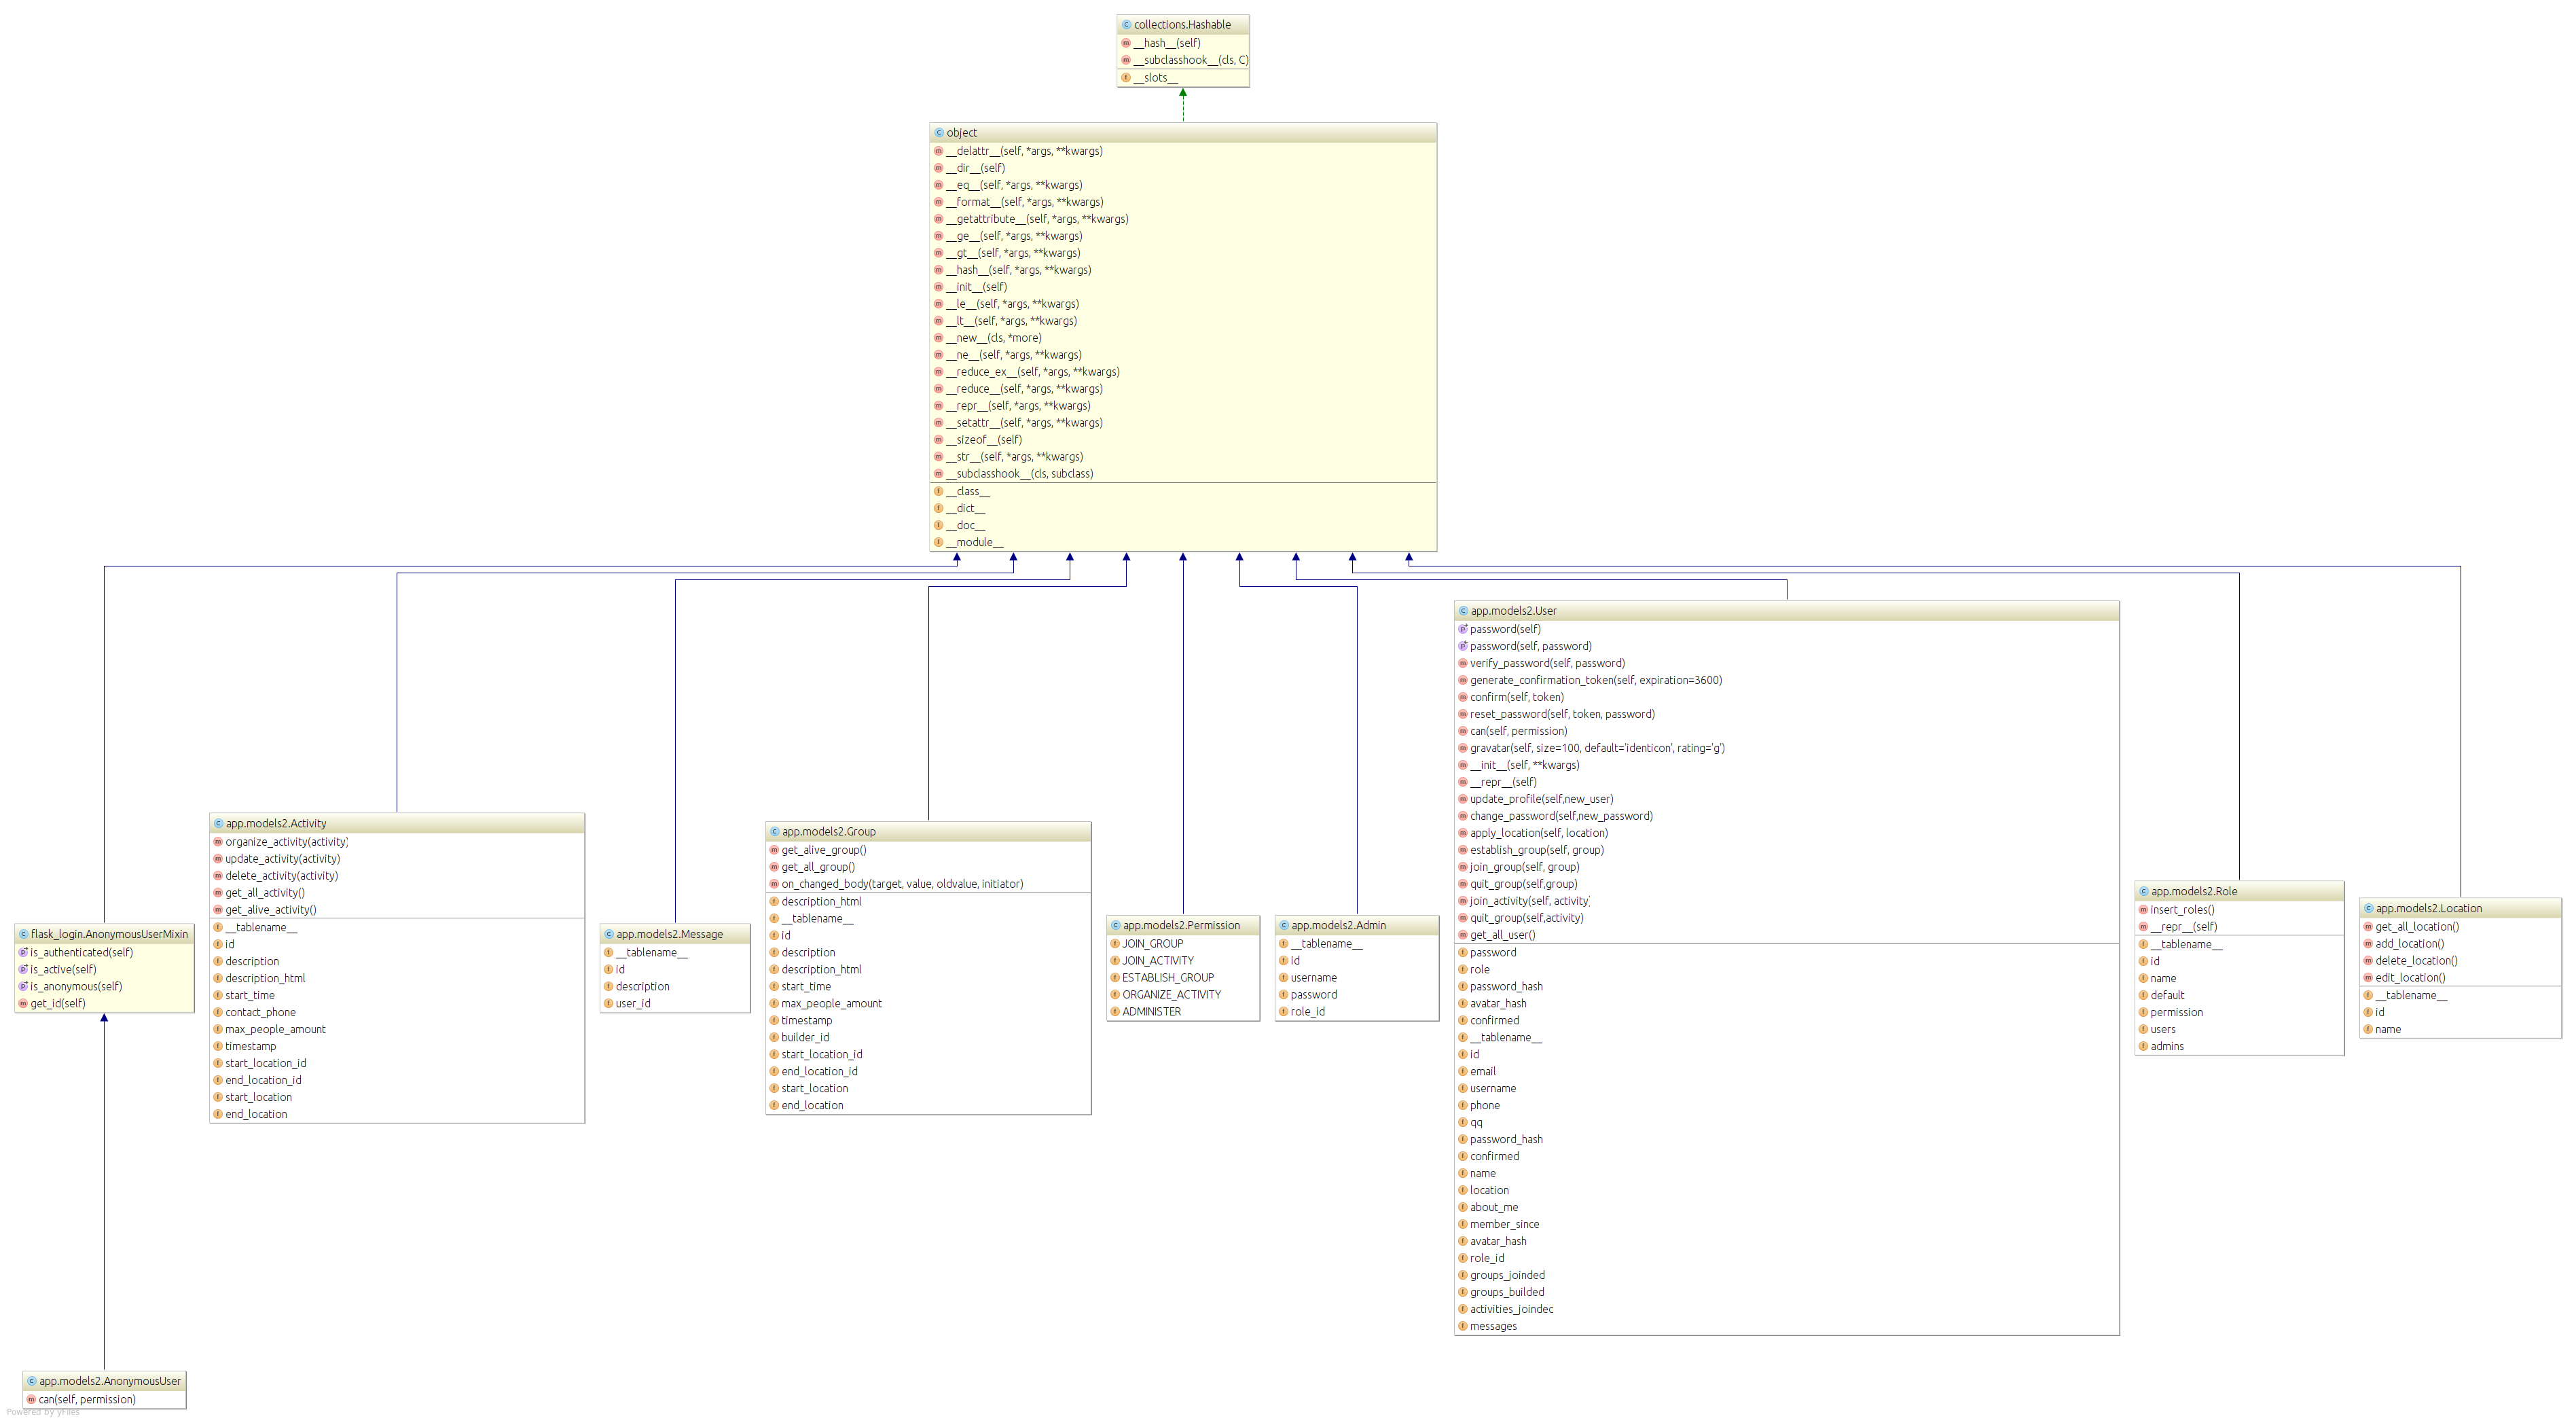 collections.Hashable
__hash__(self)
__subclasshook__(cls, C)
__slots__
object
__delattr__(self, *args, **kwargs)
__dir__(self)
__eq__(self, *args, **kwargs)
__format__(self, *args, **kwargs)
__getattribute__(self, *args, **kwargs)
__ge__(self, *args, **kwargs)
__gt__(self, *args, **kwargs)
__hash__(self, *args, **kwargs)
__init__(self)
__le__(self, *args, **kwargs)
__lt__(self, *args, **kwargs)
__new__(cls, *more)
__ne__(self, *args, **kwargs)
__reduce_ex__(self, *args, **kwargs)
__reduce__(self, *args, **kwargs)
__repr__(self, *args, **kwargs)
__setattr__(self, *args, **kwargs)
__sizeof__(self)
__str__(self, *args, **kwargs)
__subclasshook__(cls, subclass)
__class__
__dict__
__doc__
__module__
flask_login.AnonymousUserMixin
is_authenticated(self)
is_active(self)
is_anonymous(self)
get_id(self)
app.models2.AnonymousUser
can(self, permission)
app.models2.Activity
organize_activity(activity)
update_activity(activity)
delete_activity(activity)
get_all_activity()
get_alive_activity()
__tablename__
id
description
description_html
start_time
contact_phone
max_people_amount
timestamp
start_location_id
end_location_id
start_location
end_location
app.models2.Message
__tablename__
id
description
user_id
app.models2.Group
get_alive_group()
get_all_group()
on_changed_body(target, value, oldvalue, initiator)
description_html
__tablename__
id
description
description_html
start_time
max_people_amount
timestamp
builder_id
start_location_id
end_location_id
start_location
end_location
app.models2.Permission
JOIN_GROUP
JOIN_ACTIVITY
ESTABLISH_GROUP
ORGANIZE_ACTIVITY
ADMINISTER
app.models2.Admin
__tablename__
id
username
password
role_id
app.models2.User
password(self)
password(self, password)
verify_password(self, password)
generate_confirmation_token(self, expiration=3600)
confirm(self, token)
reset_password(self, token, password)
can(self, permission)
gravatar(self, size=100, default='identicon', rating='g')
__init__(self, **kwargs)
__repr__(self)
update_profile(self,new_user)
change_password(self,new_password)
apply_location(self, location)
establish_group(self, group)
join_group(self, group)
quit_group(self,group)
join_activity(self, activity)
quit_group(self,activity)
get_all_user()
password
role
password_hash
avatar_hash
confirmed
__tablename__
id
email
username
phone
qq
password_hash
confirmed
name
location
about_me
member_since
avatar_hash
role_id
groups_joinded
groups_builded
activities_joindec
messages
app.models2.Role
insert_roles()
__repr__(self)
__tablename__
id
name
default
permission
users
admins
app.models2.Location
get_all_location()
add_location()
delete_location()
edit_location()
__tablename__
id
name
Powered by yFiles